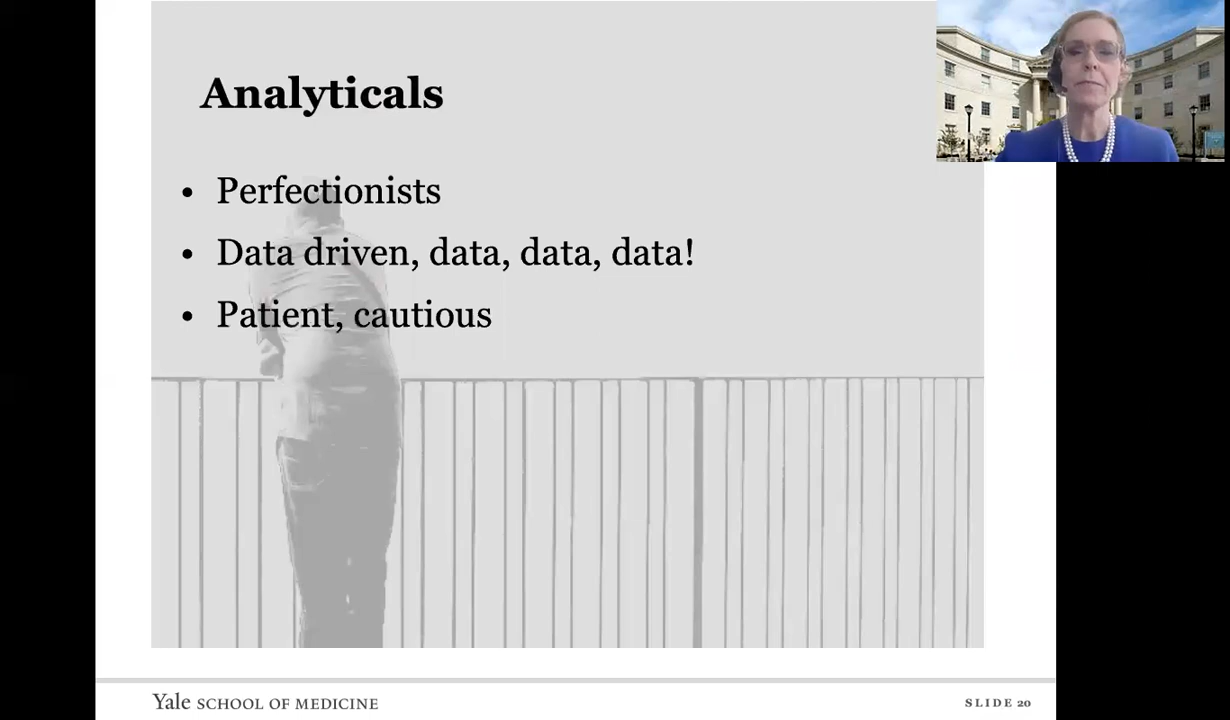 Analyticals
• Perfectionists
• Data driven, data, data, data!
• Patient, cautious
Yale SCHOOL OF MEDICINE
SLIDE 20